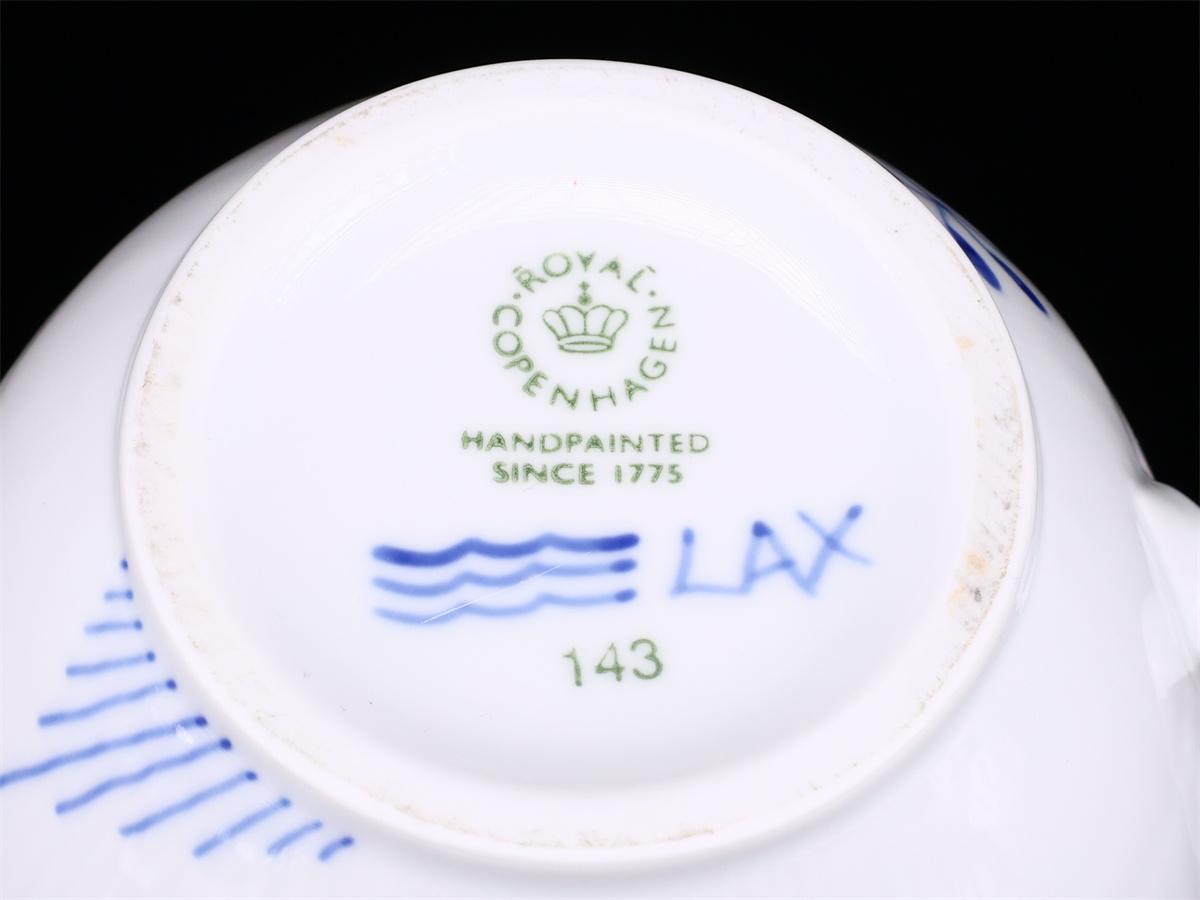 ROYAL
COPENHAGEN
HANDPAINTED
SINCE 1775
LAX
143